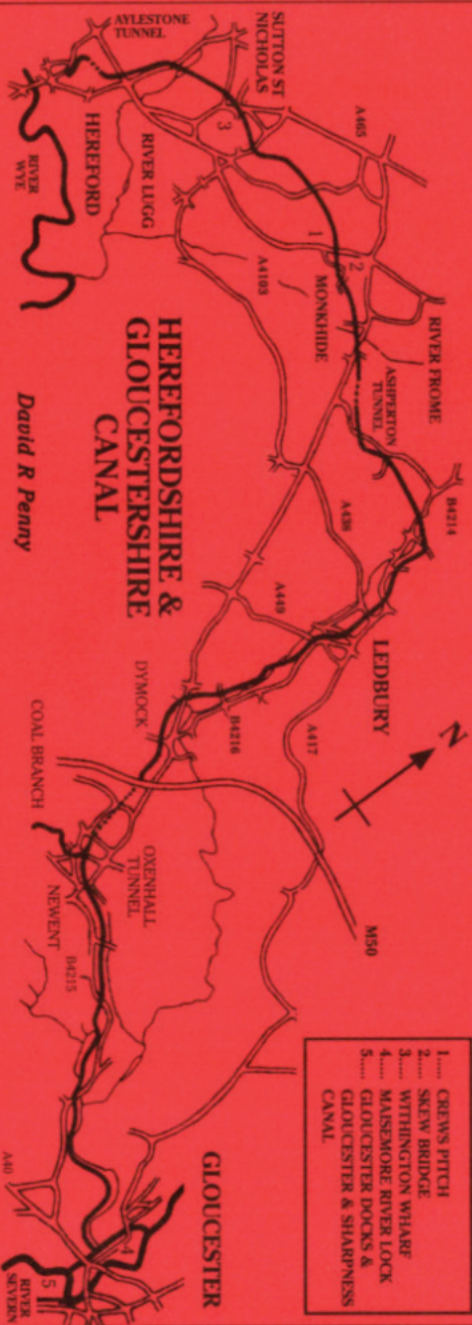 HEREFORDSHIRE &
GLOUCESTERSHIRE
CANAL
David R Penny
AYLESTONE
TUNNEL
SUTTON ST
NICHOLAS
A465
3
HEREFORD
RIVER LUGG
RIVER
WYE
1
2
A4103
MONKHIDE
RIVER FROME
ASHPERTON
TUNNEL
B4214
A438
A449
LEDBURY
N
DYMOCK
B4216
A417
COAL BRANCH
OXENHALL
TUNNEL
M50
NEWENT
B4215
GLOUCESTER
A40
4
5
RIVER
SEVERN
1..... CREWS PITCH
2..... SKEW BRIDGE
3..... WITHINGTON WHARF
4..... MAISEMORE RIVER LOCK
5..... GLOUCESTER DOCKS &
GLOUCESTER & SHARPNESS
CANAL